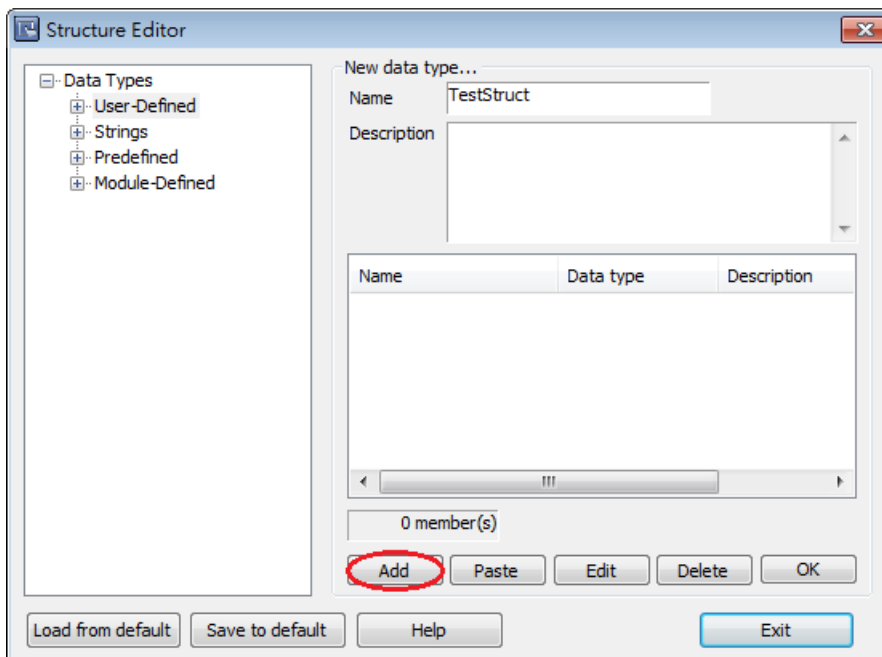 Structure Editor
Data Types
User-Defined
Strings
Predefined
Module-Defined
New data type...
Name TestStruct
Description
Name Data type Description
0 member(s)
Add Paste Edit Delete OK
Load from default Save to default Help Exit